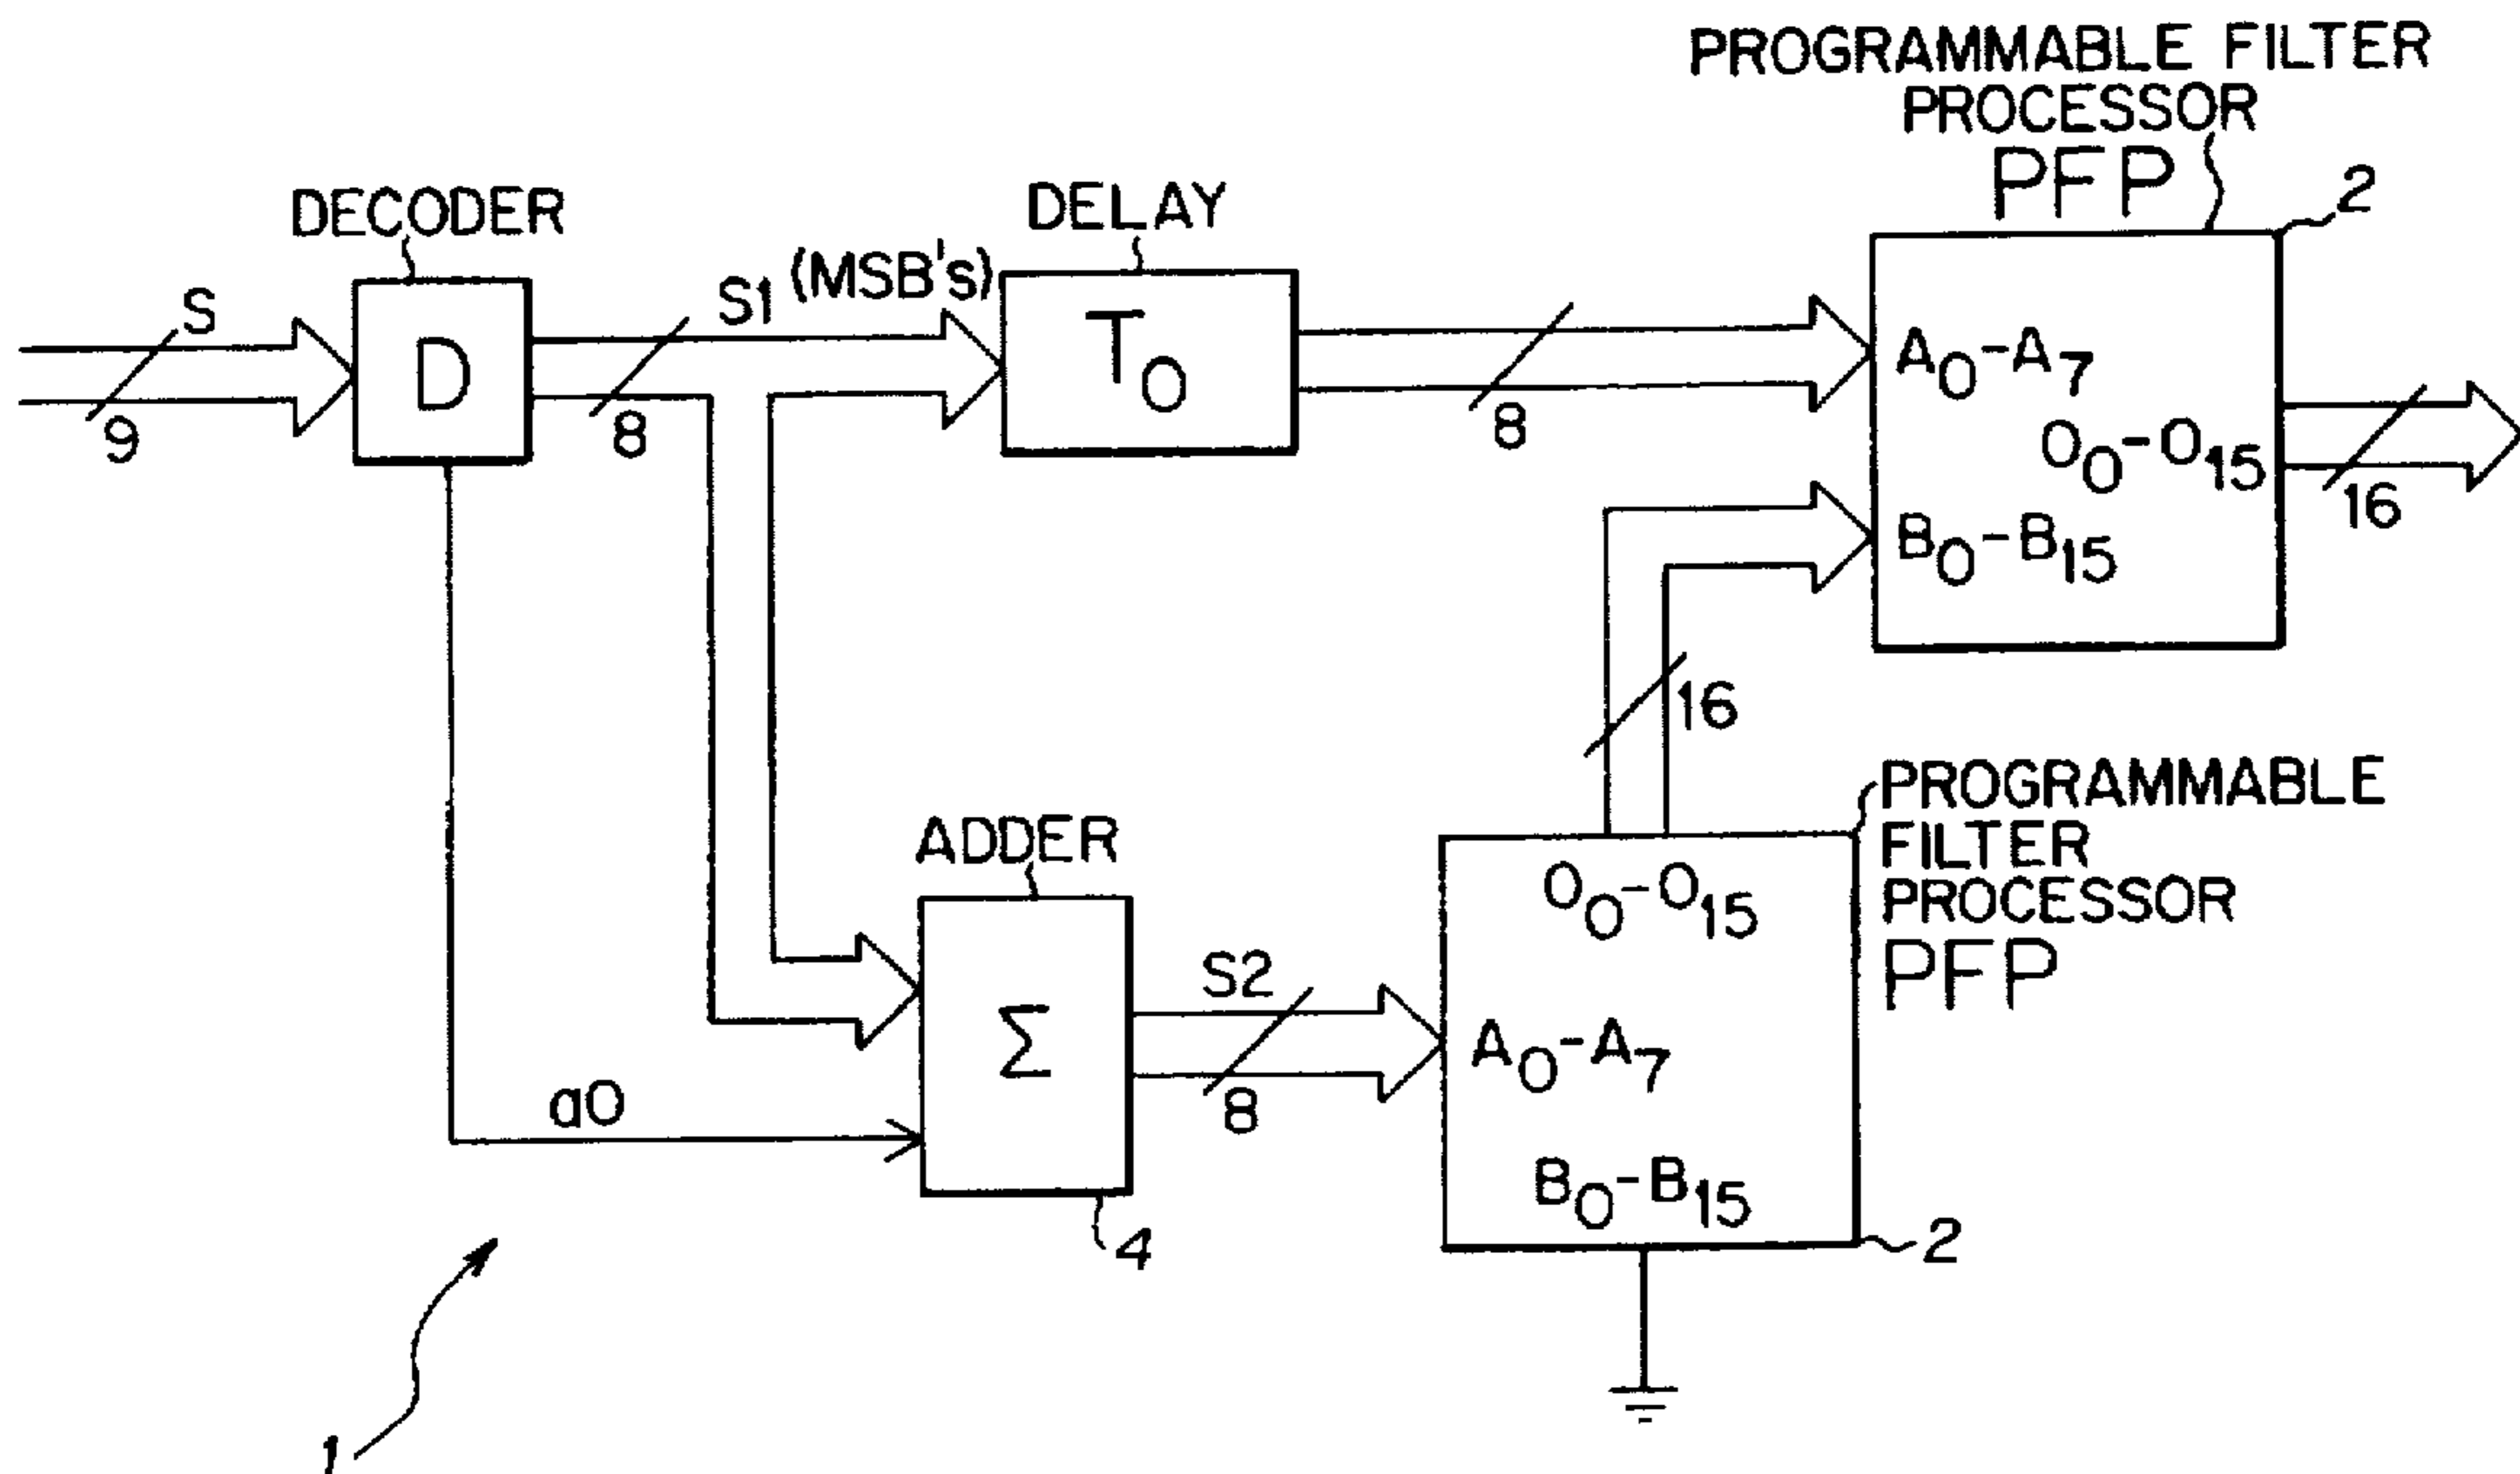 PROGRAMMABLE FILTER
PROCESSOR
PFP
2
DECODER
DELAY
S
S1 (MSB's)
D
T0
9
8
8
A0-A7
O0-O15
16
B0-B15
16
ADDER
PROGRAMMABLE
FILTER
PROCESSOR
PFP
O0-O15
S2
Σ
A0-A7
8
a0
B0-B15
4
2
1